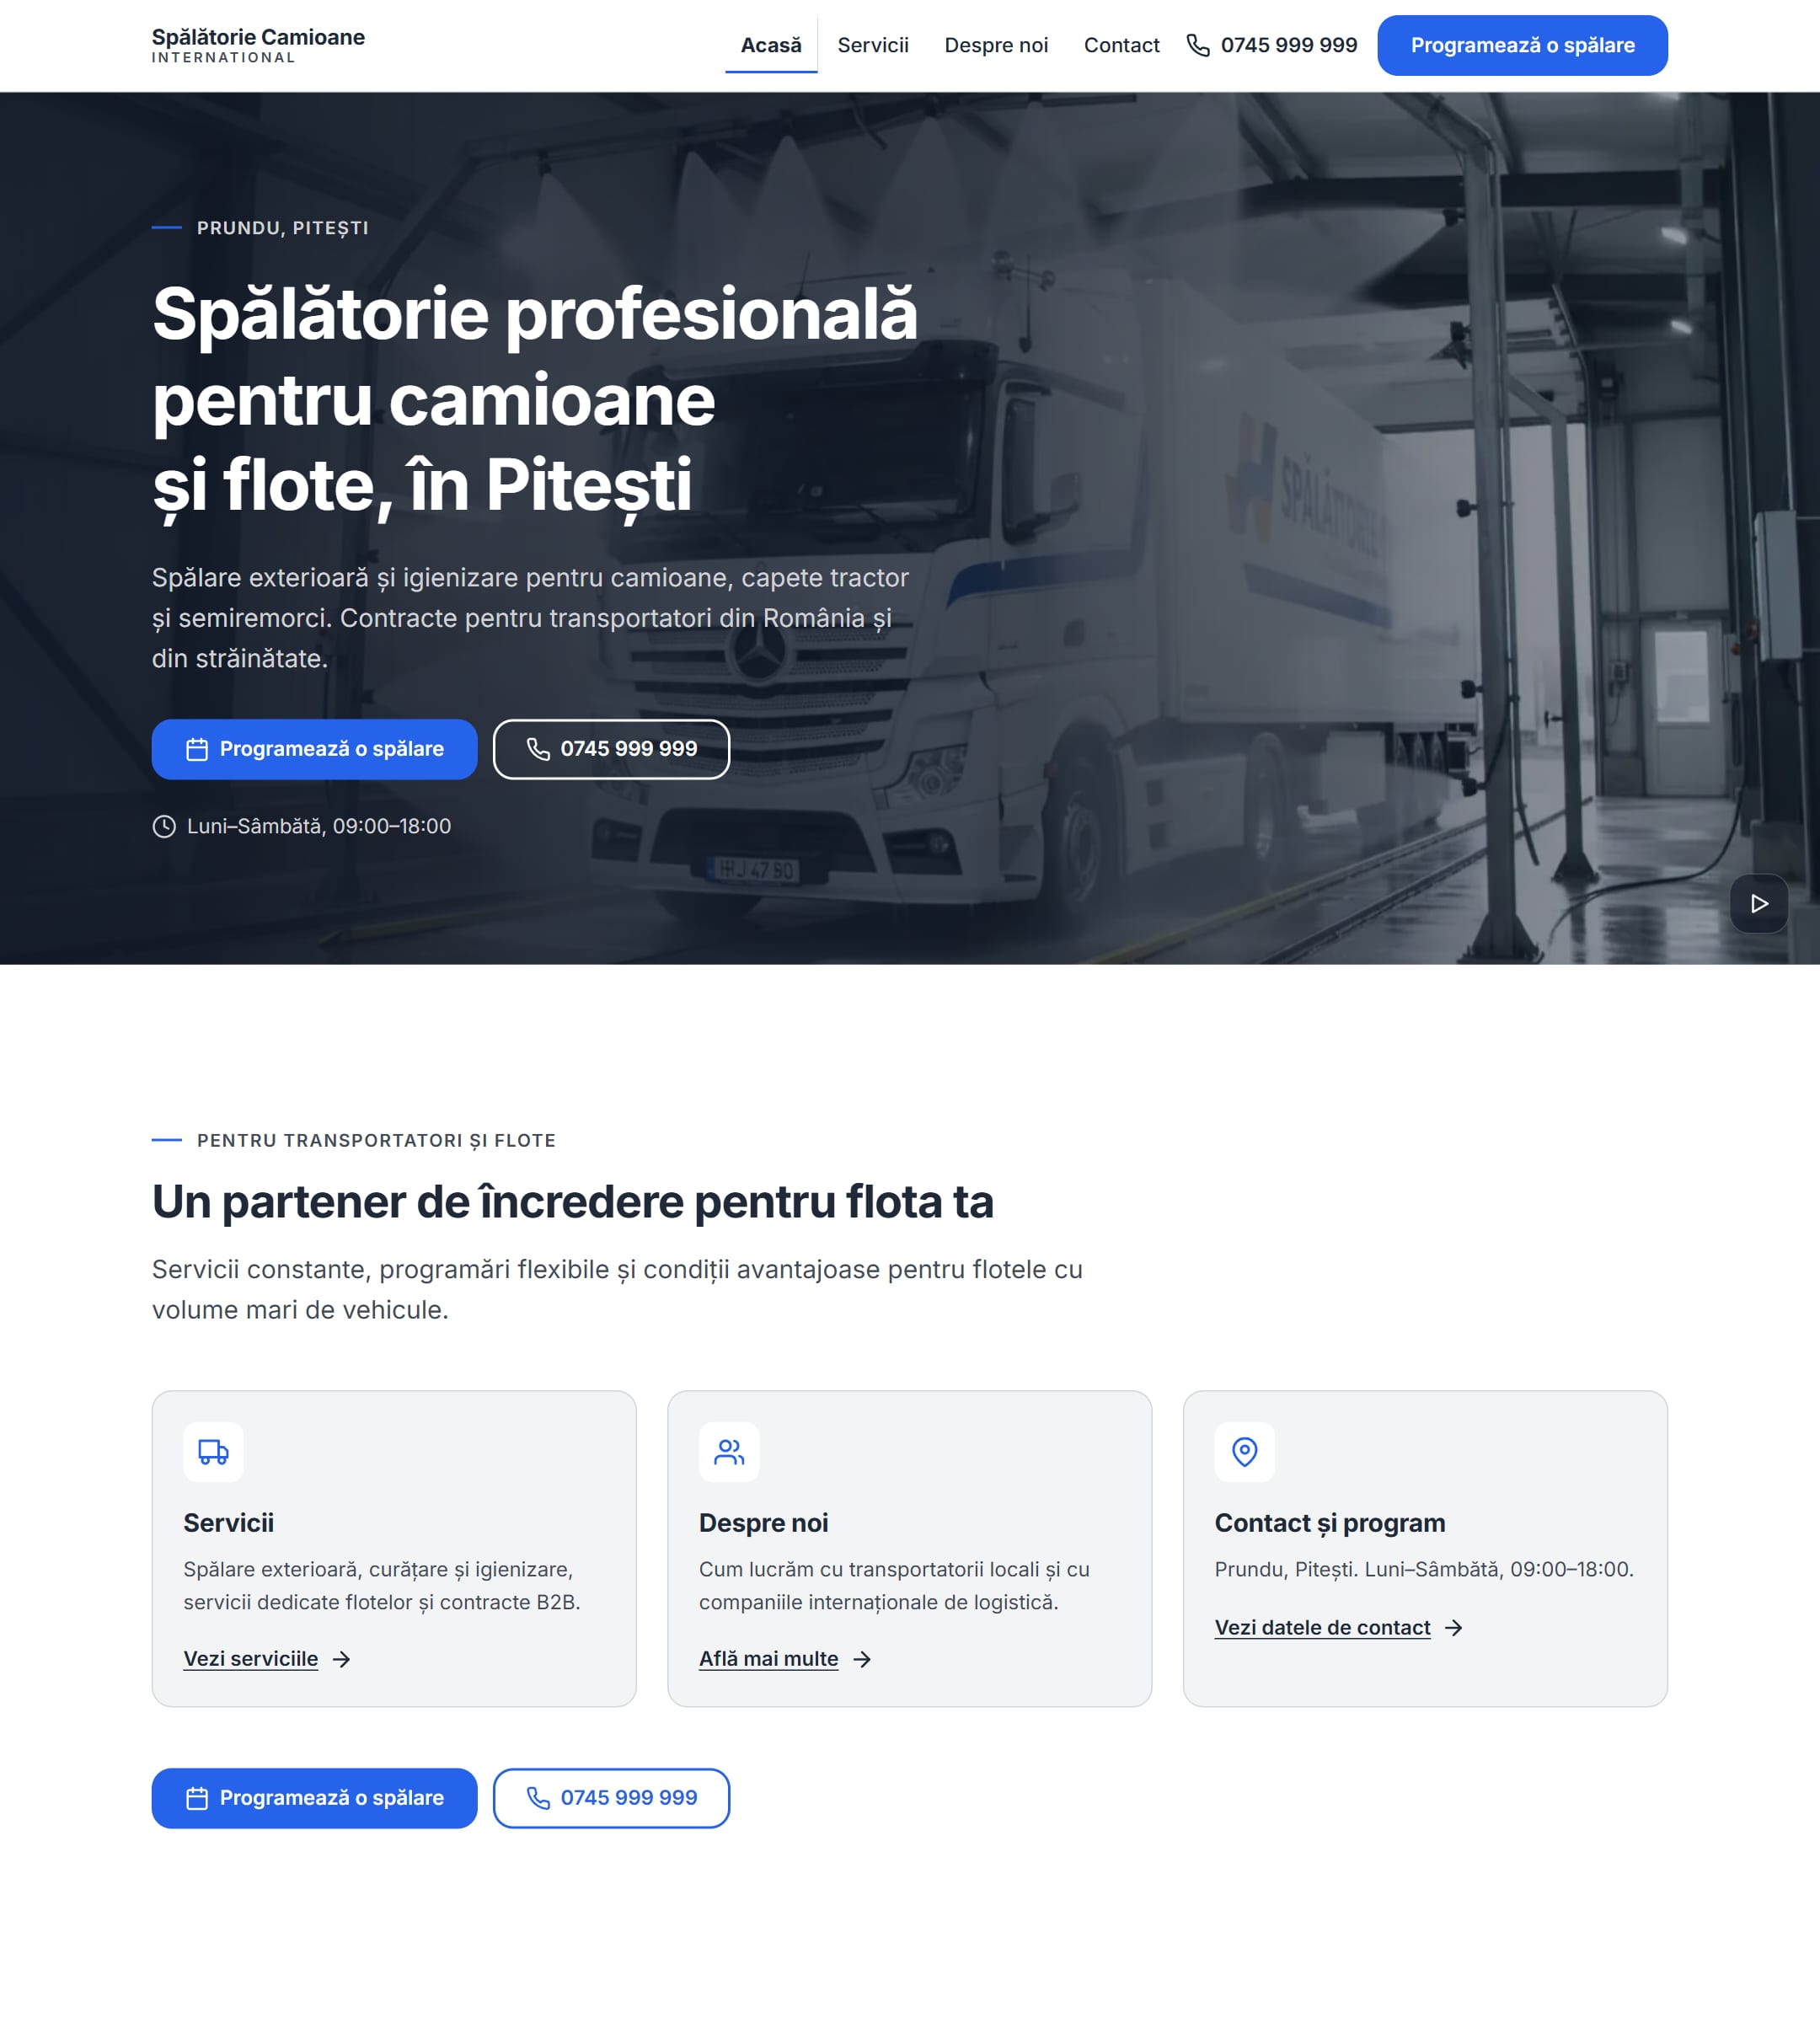 Spălătorie Camioane
INTERNATIONAL
Acasă
Servicii
Despre noi
Contact
0745 999 999
Programează o spălare
PRUNDU, PITEȘTI
Spălătorie profesională
pentru camioane
și flote, în Pitești
Spălare exterioară și igienizare pentru camioane, capete tractor
și semiremorci. Contracte pentru transportatori din România și
din străinătate.
Programează o spălare
0745 999 999
Luni–Sâmbătă, 09:00–18:00
PENTRU TRANSPORTATORI ȘI FLOTE
Un partener de încredere pentru flota ta
Servicii constante, programări flexibile și condiții avantajoase pentru flotele cu
volume mari de vehicule.
Servicii
Spălare exterioară, curățare și igienizare,
servicii dedicate flotelor și contracte B2B.
Vezi serviciile
Despre noi
Cum lucrăm cu transportatorii locali și cu
companiile internaționale de logistică.
Află mai multe
Contact și program
Prundu, Pitești. Luni–Sâmbătă, 09:00–18:00.
Vezi datele de contact
Programează o spălare
0745 999 999